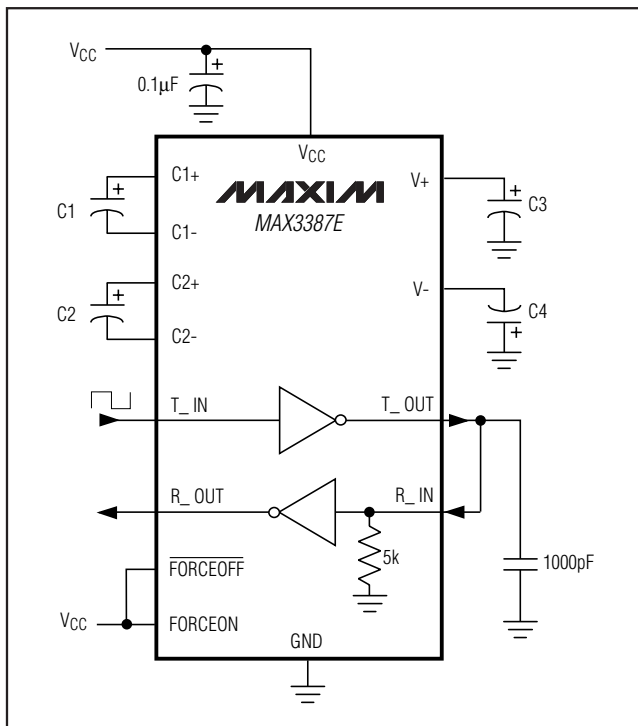 VCC
+
0.1μF
VCC
C1+
C1
+
C1-
MAXIM
MAX3387E
V+
+
C3
C2+
C2
+
C2-
V-
C4
+
T_ IN
T_ OUT
R_ OUT
R_ IN
5k
1000pF
FORCEOFF
VCC
FORCEON
GND